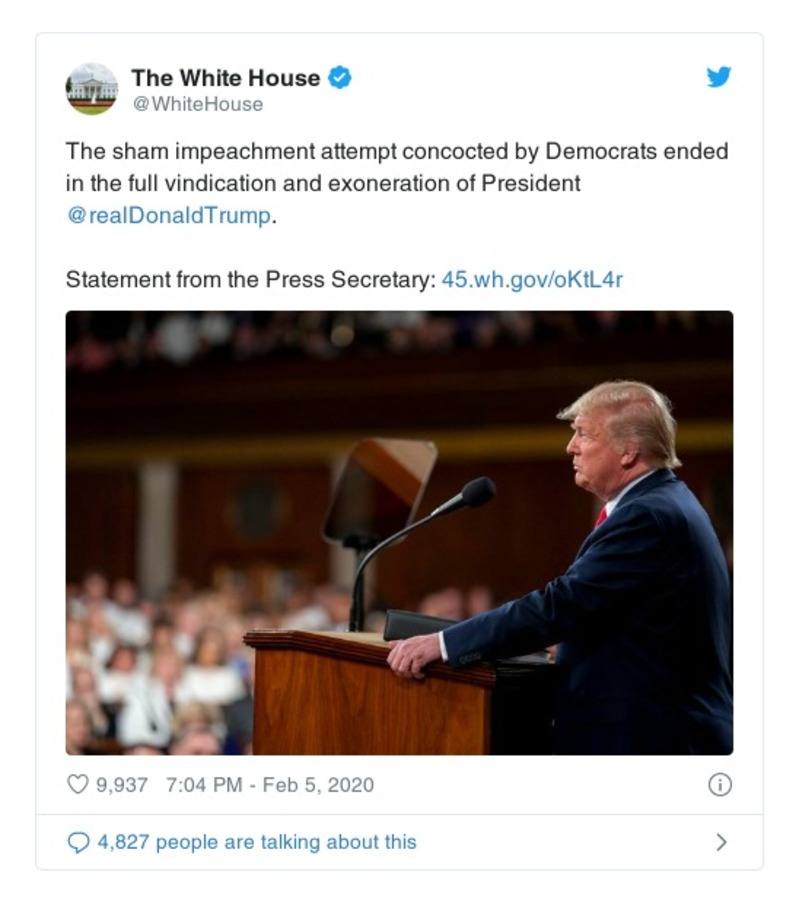 The White House
@WhiteHouse
The sham impeachment attempt concocted by Democrats ended
in the full vindication and exoneration of President
@realDonaldTrump.
Statement from the Press Secretary: 45.wh.gov/oKtL4r
9,937 7:04 PM - Feb 5, 2020
4,827 people are talking about this